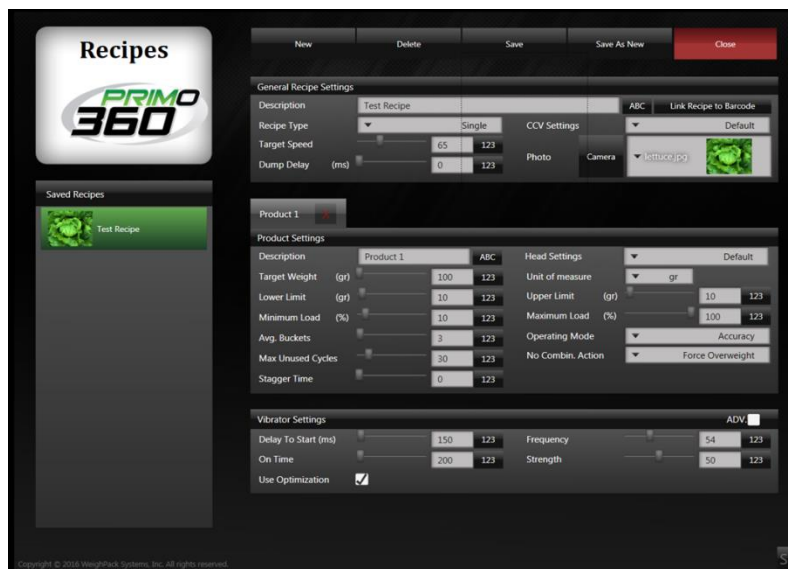 Recipes
PRIMO
360
New Delete Save Save As New Close
General Recipe Settings
Description Test Recipe ABC Link Recipe to Barcode
Recipe Type Single CCV Settings Default
Target Speed 65 123
Photo Camera lettuce.jpg
Dump Delay (ms) 0 123
Saved Recipes
Test Recipe
Product 1 X
Product Settings
Description Product 1 ABC Head Settings Default
Target Weight (gr) 100 123 Unit of measure gr
Lower Limit (gr) 10 123 Upper Limit (gr) 10 123
Minimum Load (%) 10 123 Maximum Load (%) 100 123
Avg. Buckets 3 123 Operating Mode Accuracy
Max Unused Cycles 30 123 No Combin. Action Force Overweight
Stagger Time 0 123
Vibrator Settings ADV.
Delay To Start (ms) 150 123 Frequency 54 123
On Time 200 123 Strength 50 123
Use Optimization
Copyright © 2016 WeighPack Systems, Inc. All rights reserved.
S